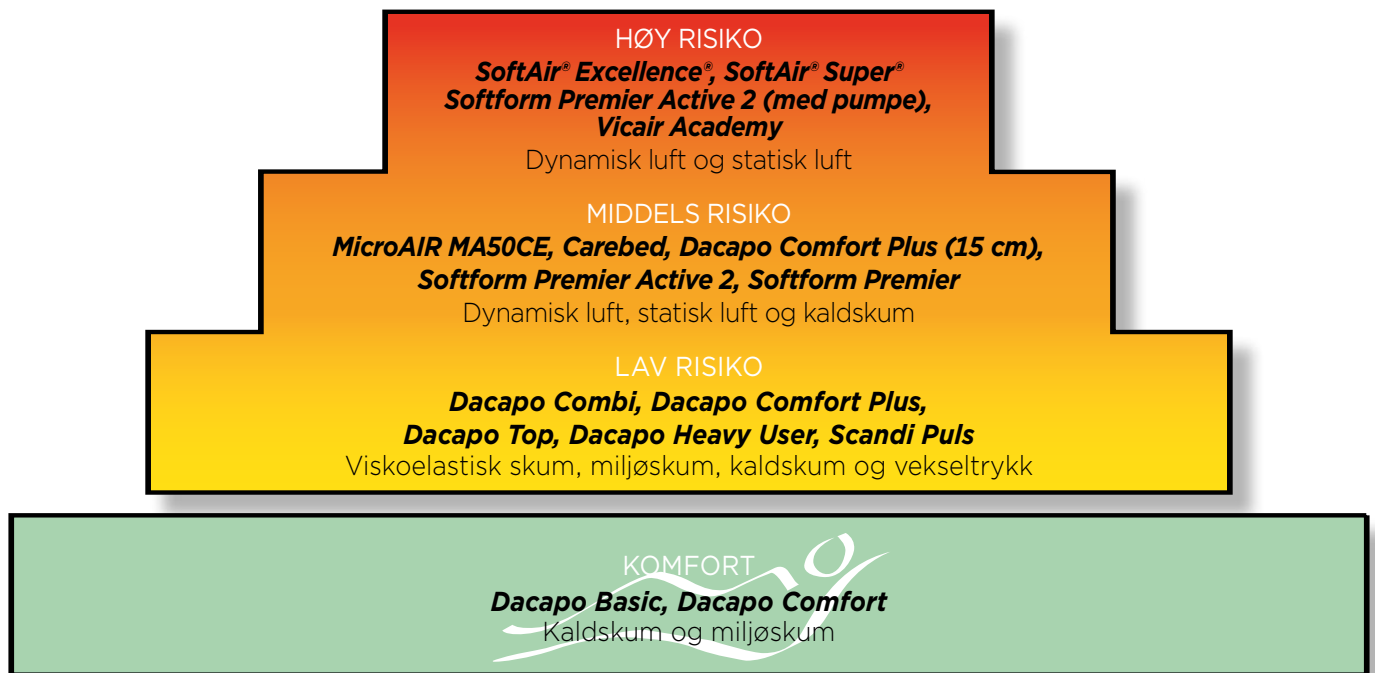 HØY RISIKO
SoftAir® Excellence®, SoftAir® Super®
Softform Premier Active 2 (med pumpe),
Vicair Academy
Dynamisk luft og statisk luft
MIDDELS RISIKO
MicroAIR MA50CE, Carebed, Dacapo Comfort Plus (15 cm),
Softform Premier Active 2, Softform Premier
Dynamisk luft, statisk luft og kaldskum
LAV RISIKO
Dacapo Combi, Dacapo Comfort Plus,
Dacapo Top, Dacapo Heavy User, Scandi Puls
Viskoelastisk skum, miljøskum, kaldskum og vekseltrykk
KOMFORT
Dacapo Basic, Dacapo Comfort
Kaldskum og miljøskum